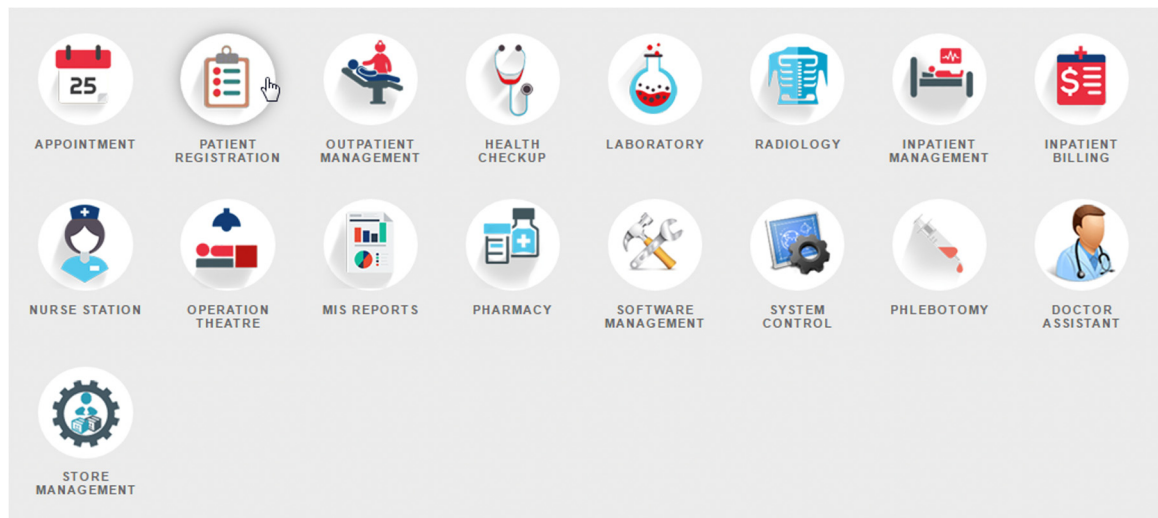 25
APPOINTMENT
PATIENT
REGISTRATION
OUTPATIENT
MANAGEMENT
HEALTH
CHECKUP
LABORATORY
RADIOLOGY
INPATIENT
MANAGEMENT
$
INPATIENT
BILLING
NURSE STATION
OPERATION
THEATRE
MIS REPORTS
PHARMACY
SOFTWARE
MANAGEMENT
SYSTEM
CONTROL
PHLEBOTOMY
DOCTOR
ASSISTANT
STORE
MANAGEMENT